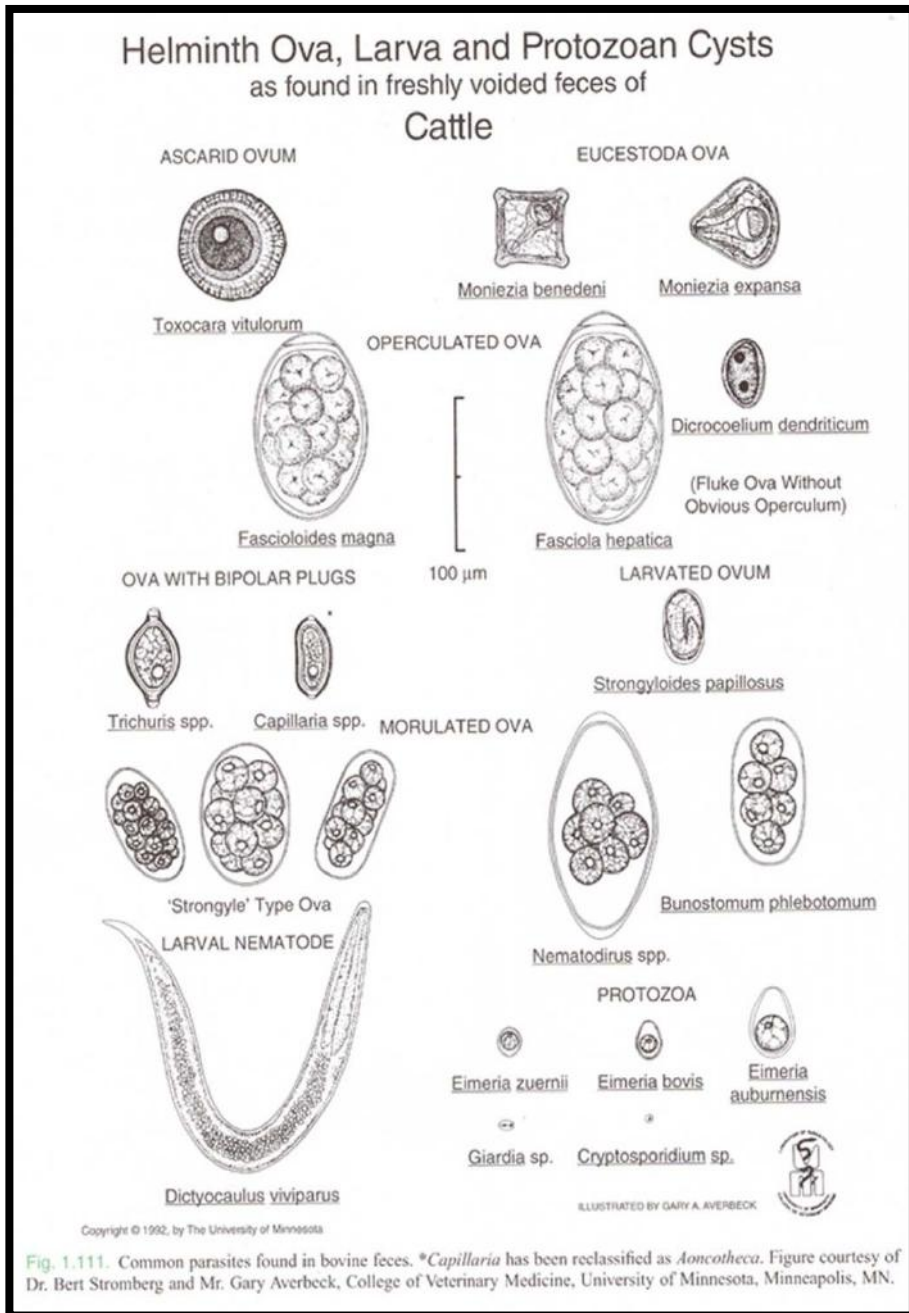 Helminth Ova, Larva and Protozoan Cysts
as found in freshly voided feces of
Cattle
ASCARID OVUM
EUCESTODA OVA
Toxocara vitulorum
Moniezia benedeni
Moniezia expansa
OPERCULATED OVA
Dicrocoelium dendriticum
(Fluke Ova Without
Obvious Operculum)
Fascioloides magna
100 µm
Fasciola hepatica
OVA WITH BIPOLAR PLUGS
LARVATED OVUM
*
Strongyloides papillosus
Trichuris spp.
Capillaria spp.
MORULATED OVA
'Strongyle' Type Ova
Bunostomum phlebotomum
Nematodirus spp.
LARVAL NEMATODE
Dictyocaulus viviparus
PROTOZOA
Eimeria zuernii
Eimeria bovis
Eimeria
auburnensis
Giardia sp.
Cryptosporidium sp.
ILLUSTRATED BY GARY A. AVERBECK
Copyright © 1992, by The University of Minnesota
Fig. 1.111. Common parasites found in bovine feces. *Capillaria has been reclassified as Aoncotheca. Figure courtesy of
Dr. Bert Stromberg and Mr. Gary Averbeck, College of Veterinary Medicine, University of Minnesota, Minneapolis, MN.